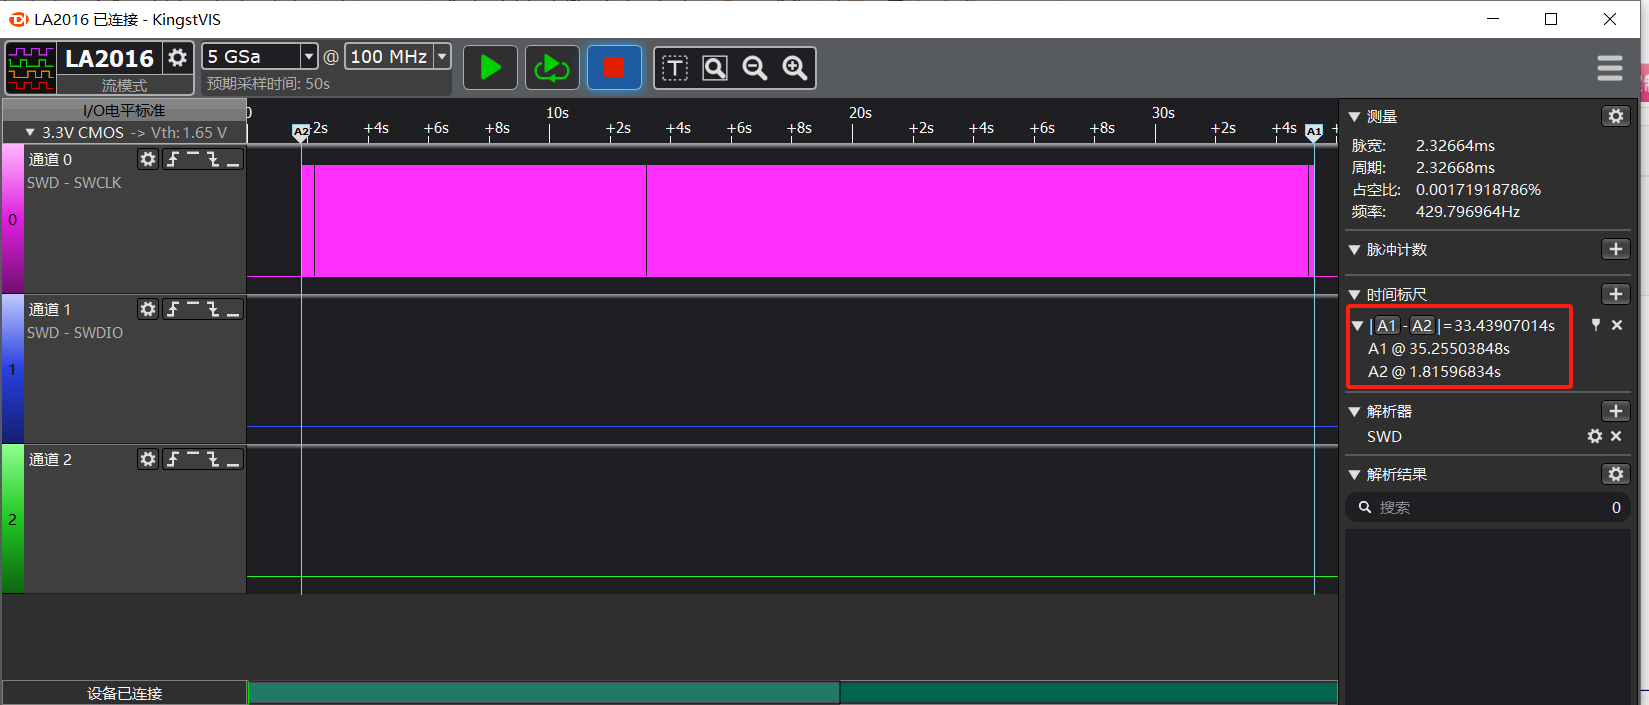 LA2016 已连接 - KingstVIS
LA2016
流模式
5 GSa @ 100 MHz
预期采样时间: 50s
T
I/O电平标准
3.3V CMOS -> Vth: 1.65 V
0 10s 20s 30s
A2 2s +4s +6s +8s +2s +4s +6s +8s +2s +4s +6s +8s +2s +4s A1 +
通道 0
SWD - SWCLK
0
通道 1
SWD - SWDIO
1
通道 2
2
设备已连接
测量
脉宽: 2.32664ms
周期: 2.32668ms
占空比: 0.00171918786%
频率: 429.796964Hz
脉冲计数
时间标尺
|A1 - A2|=33.43907014s
A1 @ 35.25503848s
A2 @ 1.81596834s
解析器
SWD
解析结果
搜索 0